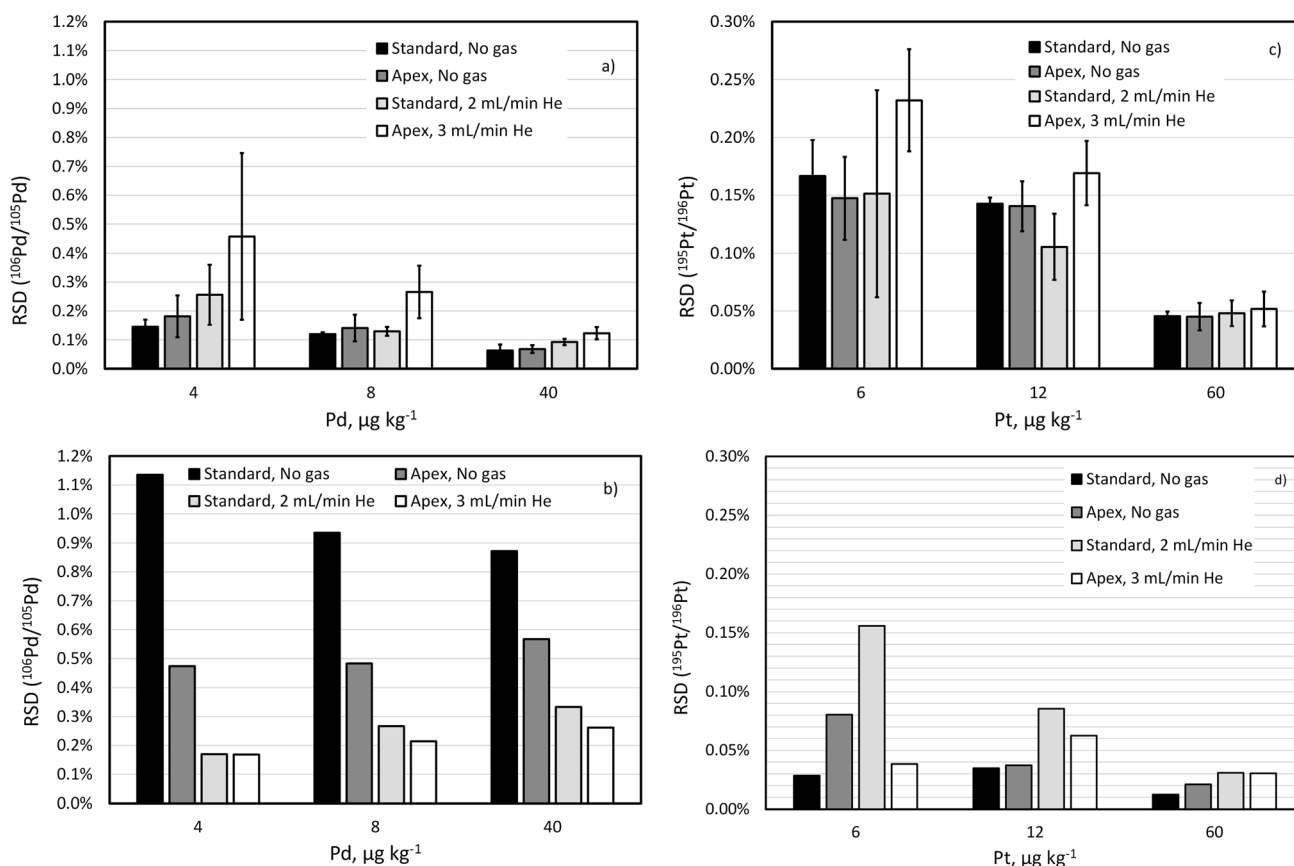 1.2%
1.1%
1.0%
0.9%
0.8%
0.7%
0.6%
0.5%
0.4%
0.3%
0.2%
0.1%
0.0%
RSD (¹⁰⁶Pd/¹⁰⁵Pd)
Standard, No gas
Apex, No gas
Standard, 2 mL/min He
Apex, 3 mL/min He
a)
4 8 40
Pd, µg kg⁻¹
0.30%
0.25%
0.20%
0.15%
0.10%
0.05%
0.00%
RSD (¹⁹⁵Pt/¹⁹⁶Pt)
Standard, No gas
Apex, No gas
Standard, 2 mL/min He
Apex, 3 mL/min He
c)
6 12 60
Pt, µg kg⁻¹
1.2%
1.1%
1.0%
0.9%
0.8%
0.7%
0.6%
0.5%
0.4%
0.3%
0.2%
0.1%
0.0%
RSD (¹⁰⁶Pd/¹⁰⁵Pd)
Standard, No gas Apex, No gas
Standard, 2 mL/min He Apex, 3 mL/min He
b)
4 8 40
Pd, µg kg⁻¹
0.30%
0.25%
0.20%
0.15%
0.10%
0.05%
0.00%
RSD (¹⁹⁵Pt/¹⁹⁶Pt)
Standard, No gas
Apex, No gas
Standard, 2 mL/min He
Apex, 3 mL/min He
d)
6 12 60
Pt, µg kg⁻¹